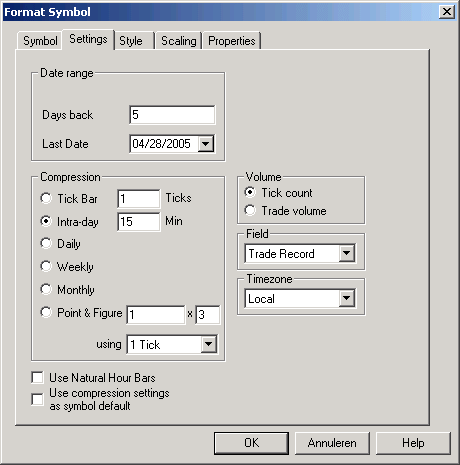 Format Symbol
Symbol Settings Style Scaling Properties
Date range
Days back 5
Last Date 04/28/2005
Compression
Tick Bar 1 Ticks
Intra-day 15 Min
Daily
Weekly
Monthly
Point & Figure 1 x 3
using 1 Tick
Volume
Tick count
Trade volume
Field
Trade Record
Timezone
Local
Use Natural Hour Bars
Use compression settings
as symbol default
OK Annuleren Help